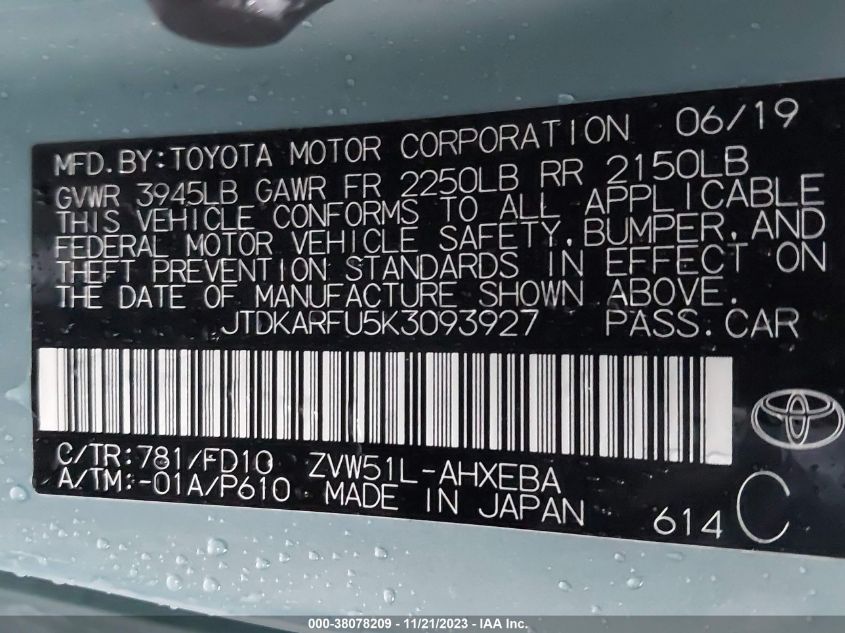 MFD. BY: TOYOTA MOTOR CORPORATION 06/19
GVWR 3945LB GAWR FR 2250LB RR 2150LB
THIS VEHICLE CONFORMS TO ALL APPLICABLE
FEDERAL MOTOR VEHICLE SAFETY, BUMPER, AND
THEFT PREVENTION STANDARDS IN EFFECT ON
THE DATE OF MANUFACTURE SHOWN ABOVE.
JTDKARFU5K3093927 PASS. CAR
C/TR: 781/FD10 ZVW51L-AHXEBA
A/TM: -01A/P610 MADE IN JAPAN 614 C
000-38078209 - 11/21/2023 - IAA Inc.